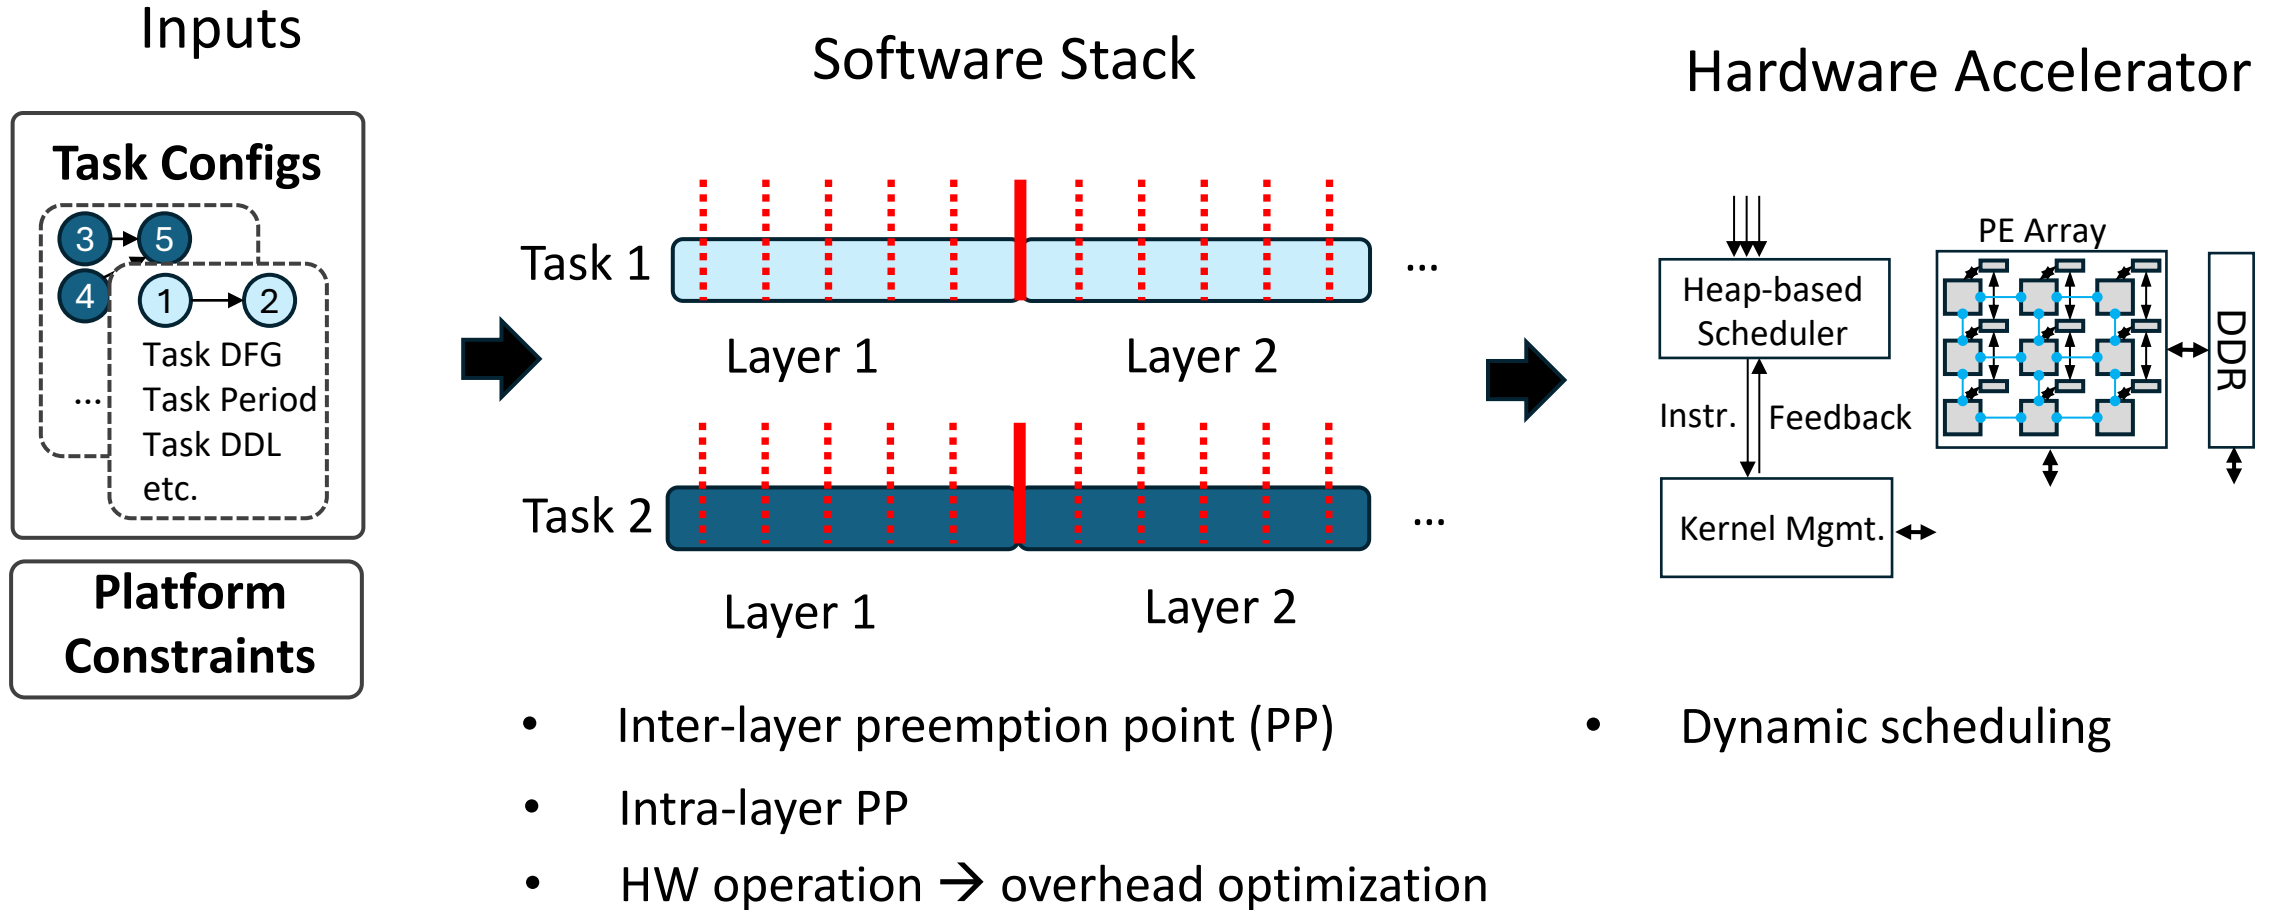 Inputs
Software Stack
Hardware Accelerator
Task Configs
3
5
4
1
2
Task DFG
Task Period
Task DDL
etc.
...
Platform
Constraints
Task 1
...
Layer 1
Layer 2
Task 2
...
Layer 1
Layer 2
• Inter-layer preemption point (PP)
• Intra-layer PP
• HW operation → overhead optimization
Heap-based
Scheduler
Instr.
Feedback
Kernel Mgmt.
PE Array
DDR
• Dynamic scheduling